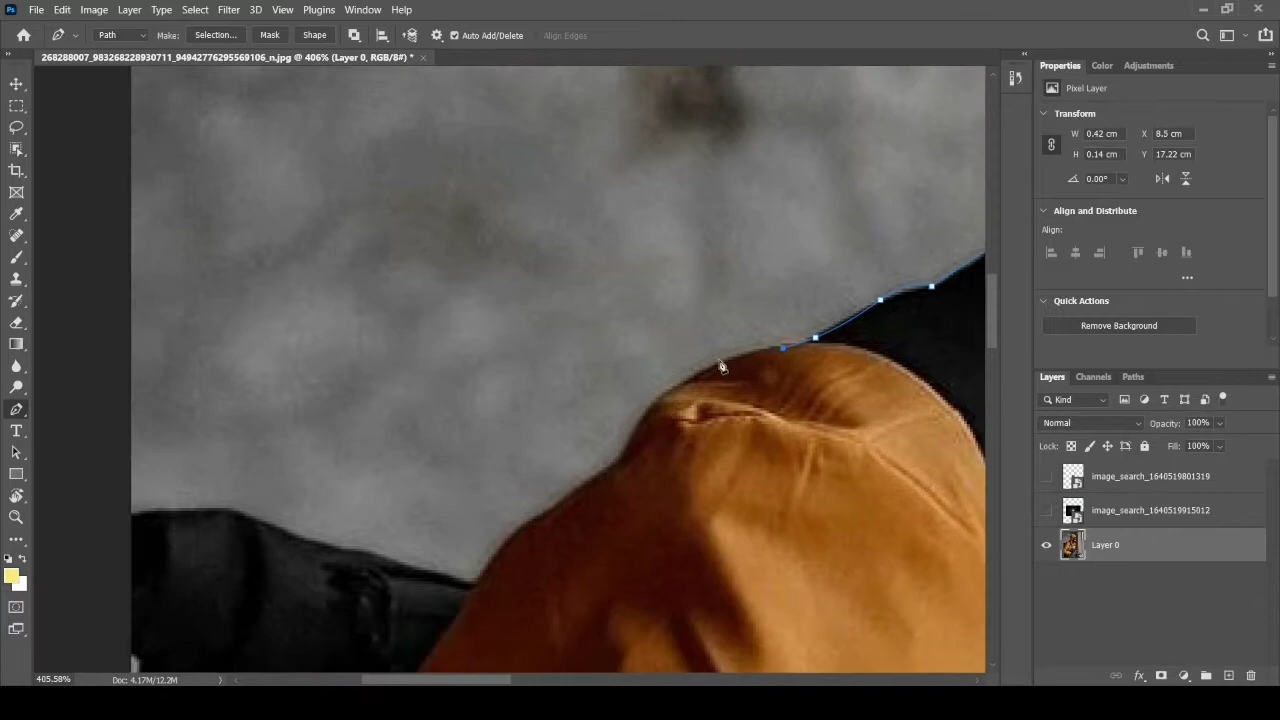 Ps File Edit Image Layer Type Select Filter 3D View Plugins Window Help
Path Make: Selection... Mask Shape Auto Add/Delete Align Edges
268288007_983268228930711_94942776295569106_n.jpg @ 406% (Layer 0, RGB/8#) *
Properties Color Adjustments
Pixel Layer
Transform
W 0.42 cm X 8.5 cm
H 0.14 cm Y 17.22 cm
0.00°
Align and Distribute
Align:
Quick Actions
Remove Background
Layers Channels Paths
Kind
Normal Opacity: 100%
Lock: Fill: 100%
image_search_1640519801319
image_search_1640519915012
Layer 0
405.58% Doc: 4.17M/12.2M